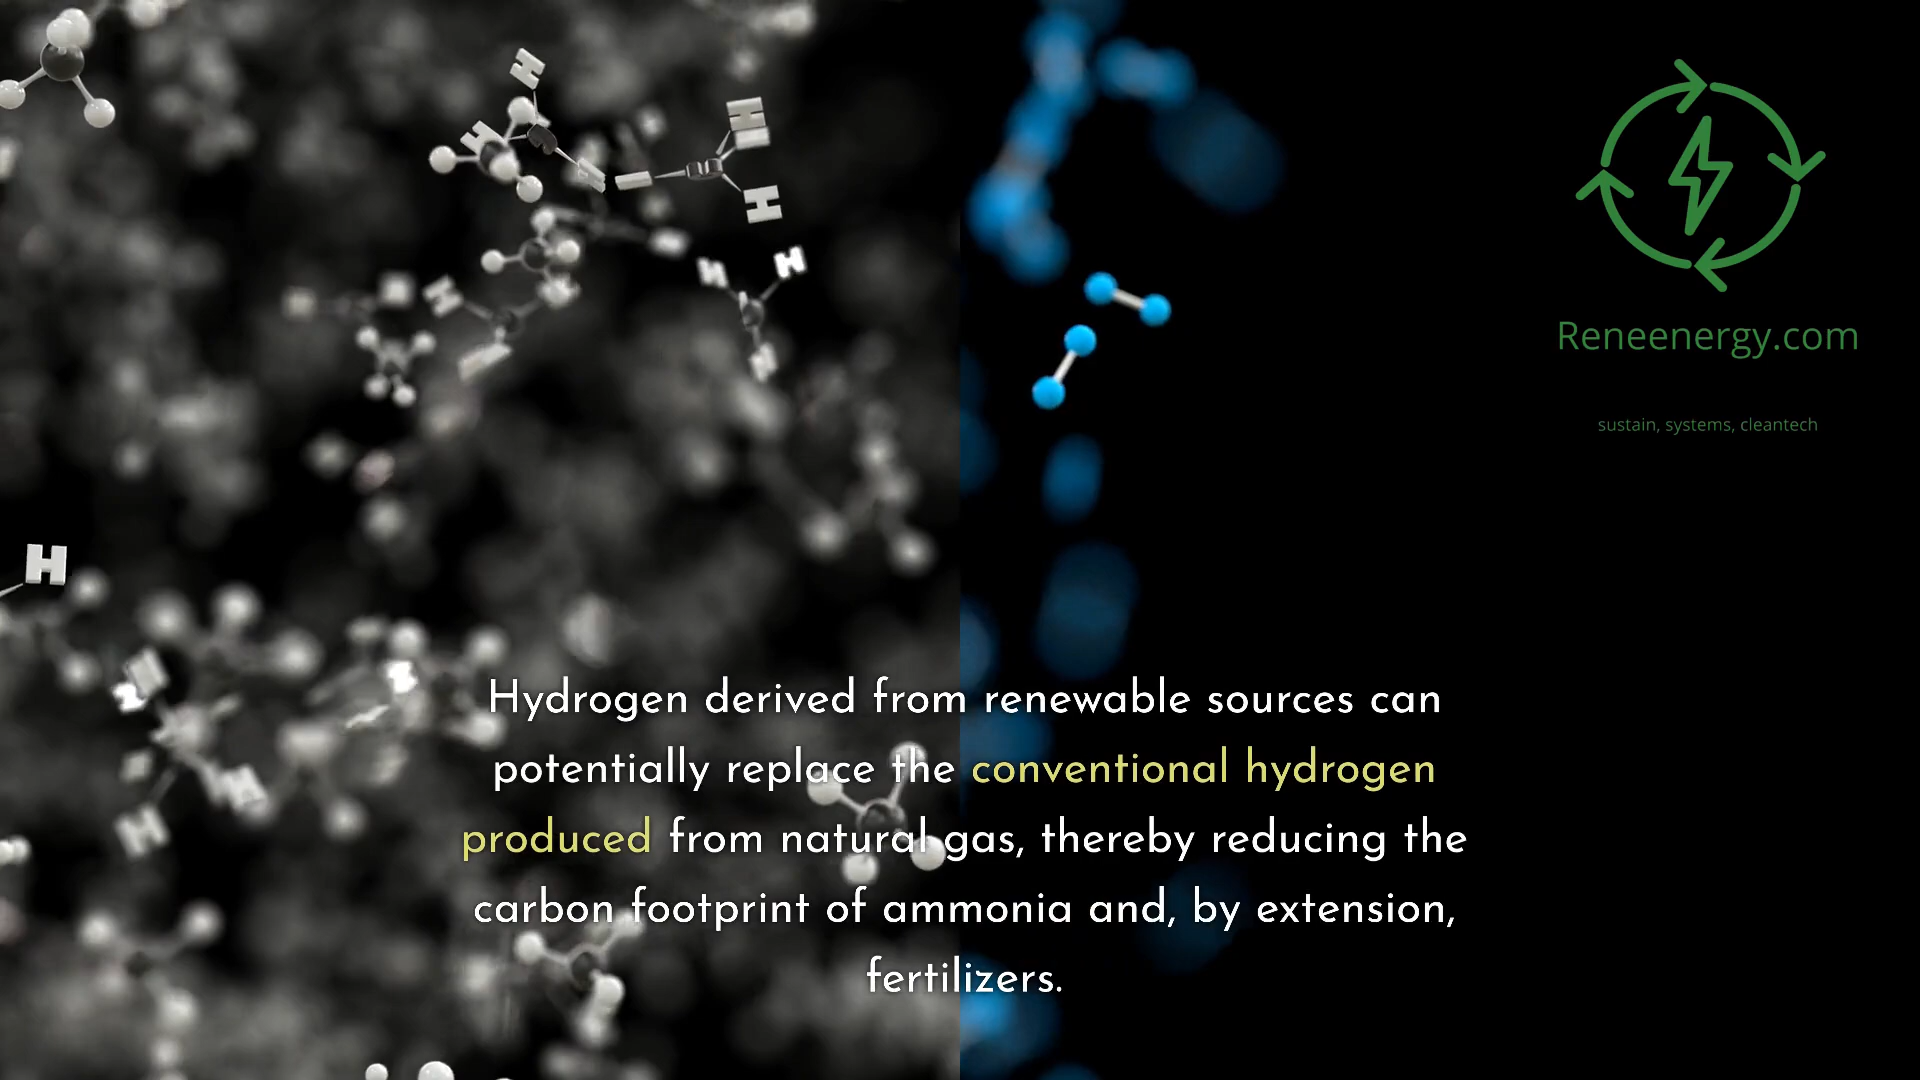 H
H
H
H
H
H
H
H
H
H
Reneenergy.com
sustain, systems, cleantech
Hydrogen derived from renewable sources can
potentially replace the conventional hydrogen
produced from natural gas, thereby reducing the
carbon footprint of ammonia and, by extension,
fertilizers.